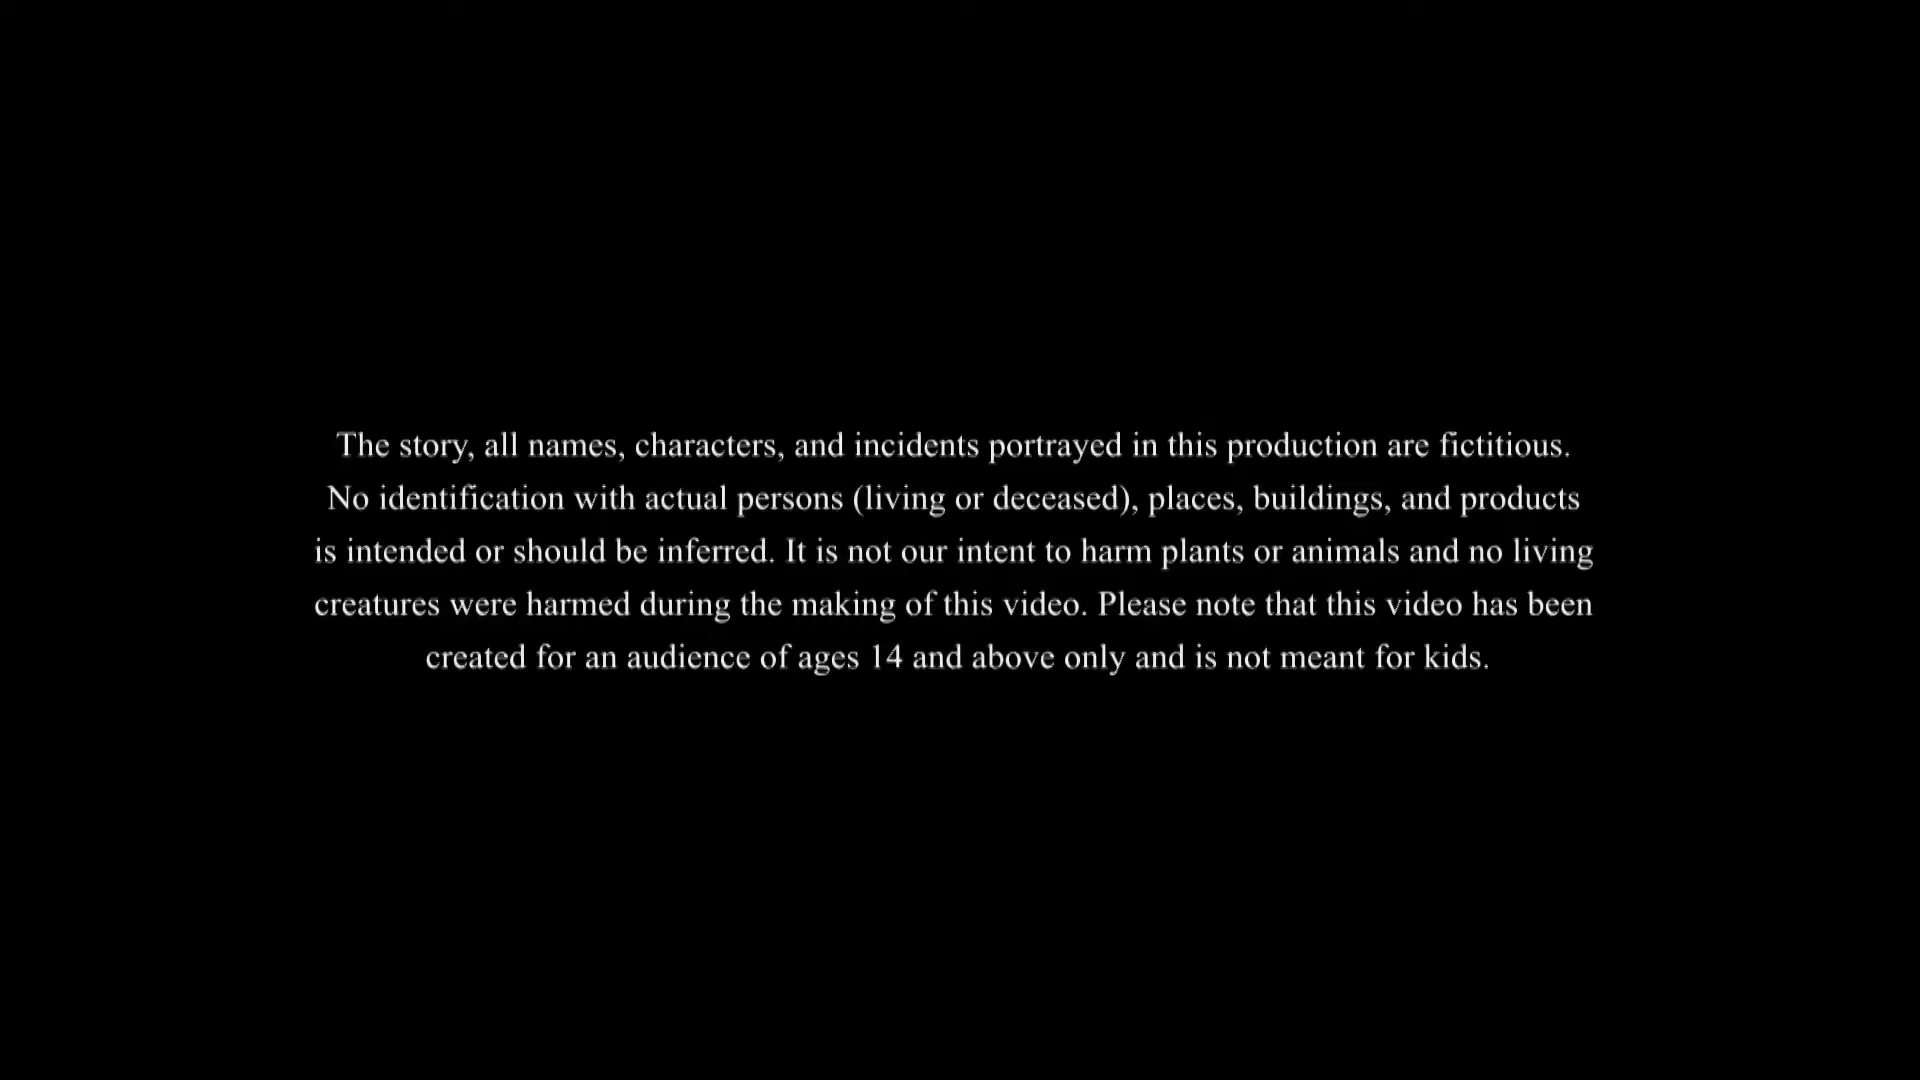 The story, all names, characters, and incidents portrayed in this production are fictitious.
No identification with actual persons (living or deceased), places, buildings, and products
is intended or should be inferred. It is not our intent to harm plants or animals and no living
creatures were harmed during the making of this video. Please note that this video has been
created for an audience of ages 14 and above only and is not meant for kids.